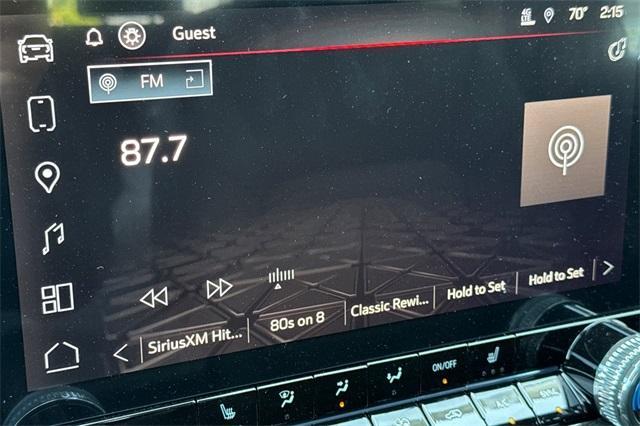 Guest
4G LTE 70° 2:15
FM
87.7
SiriusXM Hit... 80s on 8 Classic Rewi... Hold to Set Hold to Set
ON/OFF
A/C